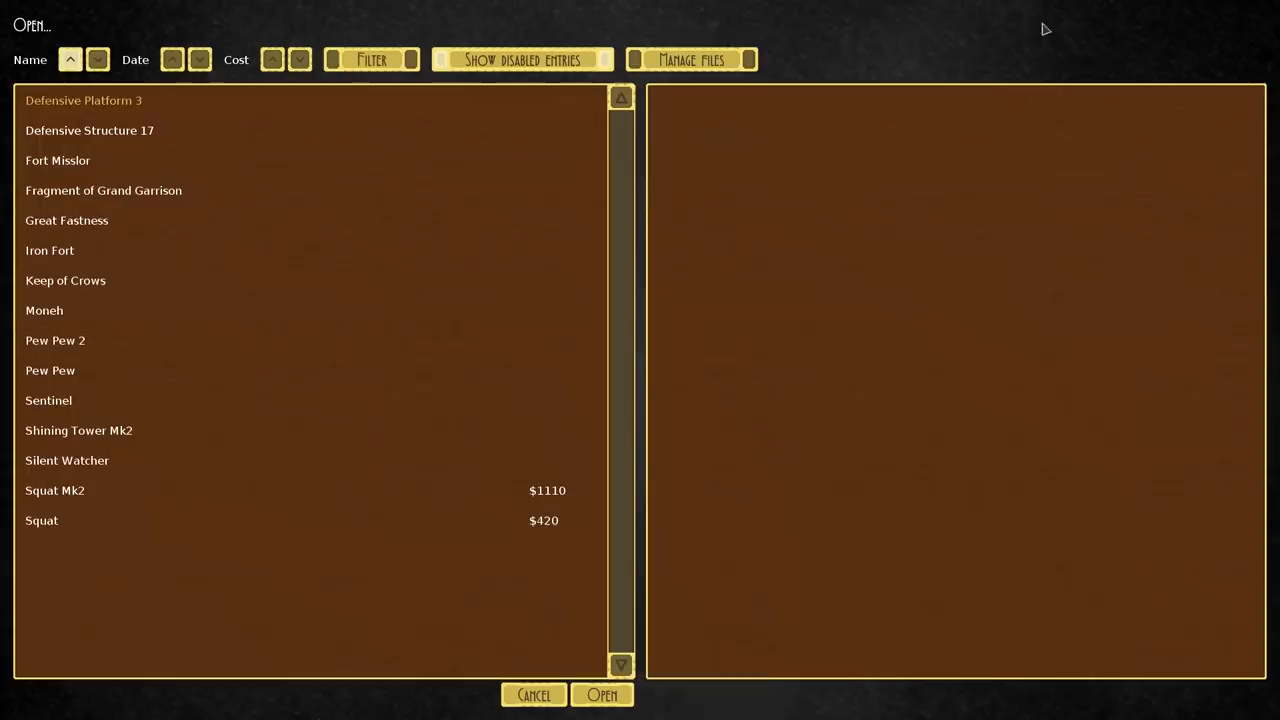 Open...
Name Date Cost Filter Show disabled entries Manage files
Defensive Platform 3
Defensive Structure 17
Fort Misslor
Fragment of Grand Garrison
Great Fastness
Iron Fort
Keep of Crows
Moneh
Pew Pew 2
Pew Pew
Sentinel
Shining Tower Mk2
Silent Watcher
Squat Mk2 $1110
Squat $420
Cancel Open